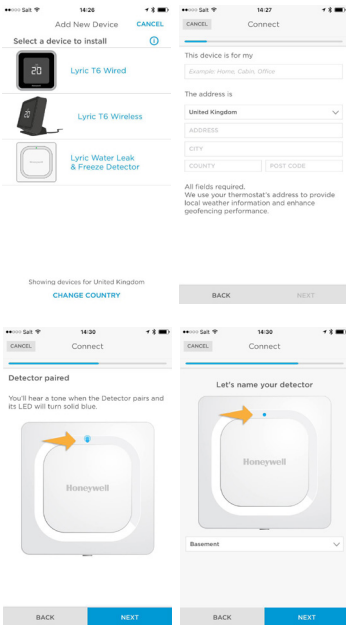 Salt 14:26
Add New Device CANCEL
Select a device to install
20
Lyric T6 Wired
Lyric T6 Wireless
Honeywell
Lyric Water Leak
& Freeze Detector
Showing devices for United Kingdom
CHANGE COUNTRY
Salt 14:27
CANCEL Connect
This device is for my
Example: Home, Cabin, Office
The address is
United Kingdom
ADDRESS
CITY
COUNTY POST CODE
All fields required.
We use your thermostat's address to provide
local weather information and enhance
geofencing performance.
BACK NEXT
Salt 14:30
CANCEL Connect
Detector paired
You'll hear a tone when the Detector pairs and
its LED will turn solid blue.
Honeywell
BACK NEXT
Salt 14:30
CANCEL Connect
Let's name your detector
Honeywell
Basement
BACK NEXT